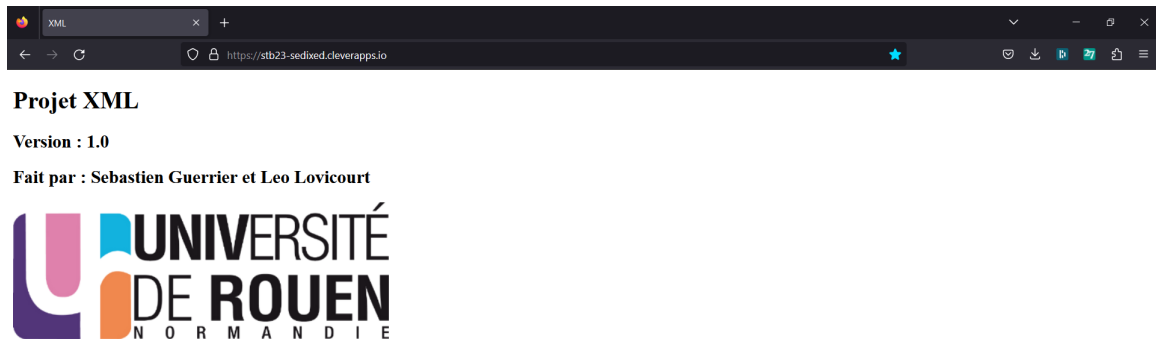 XML
https://stb23-sedixed.cleverapps.io
Projet XML
Version : 1.0
Fait par : Sebastien Guerrier et Leo Lovicourt
UNIVERSITÉ
DE ROUEN
NORMANDIE